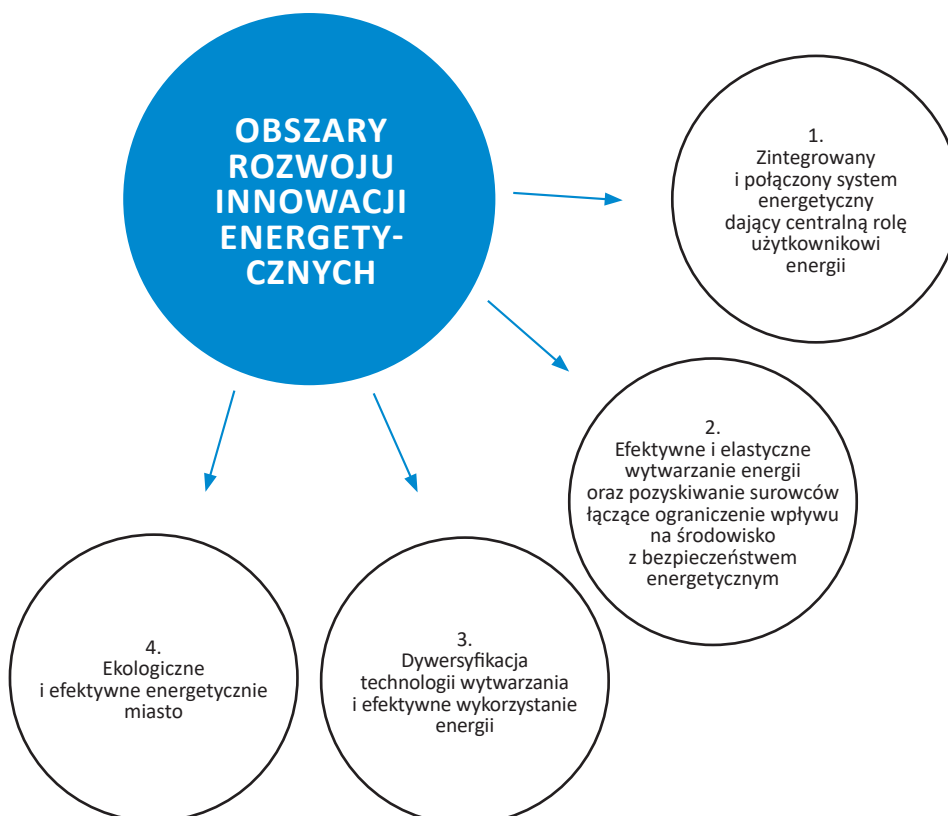 OBSZARY
ROZWOJU
INNOWACJI
ENERGETY-
CZNYCH
1.
Zintegrowany
i połączony system
energetyczny
dający centralną rolę
użytkownikowi
energii
2.
Efektywne i elastyczne
wytwarzanie energii
oraz pozyskiwanie surowców
łączące ograniczenie wpływu
na środowisko
z bezpieczeństwem
energetycznym
3.
Dywersyfikacja
technologii wytwarzania
i efektywne wykorzystanie
energii
4.
Ekologiczne
i efektywne energetycznie
miasto